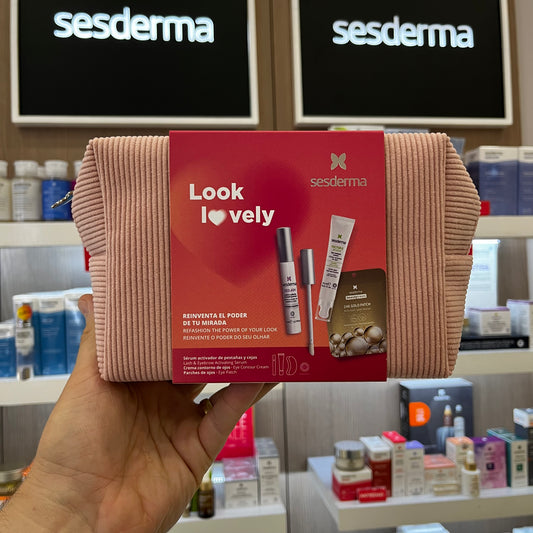 sesderma
sesderma
sesderma
Look
lovely
REINVENTA EL PODER
DE TU MIRADA
REFASHION THE POWER OF YOUR LOOK
REINVENTE O PODER DO SEU OLHAR
Sérum activador de pestañas y cejas
Lash & Eyebrow Activating Serum
Crema contorno de ojos · Eye Contour Cream
Parches de ojos · Eye Patch